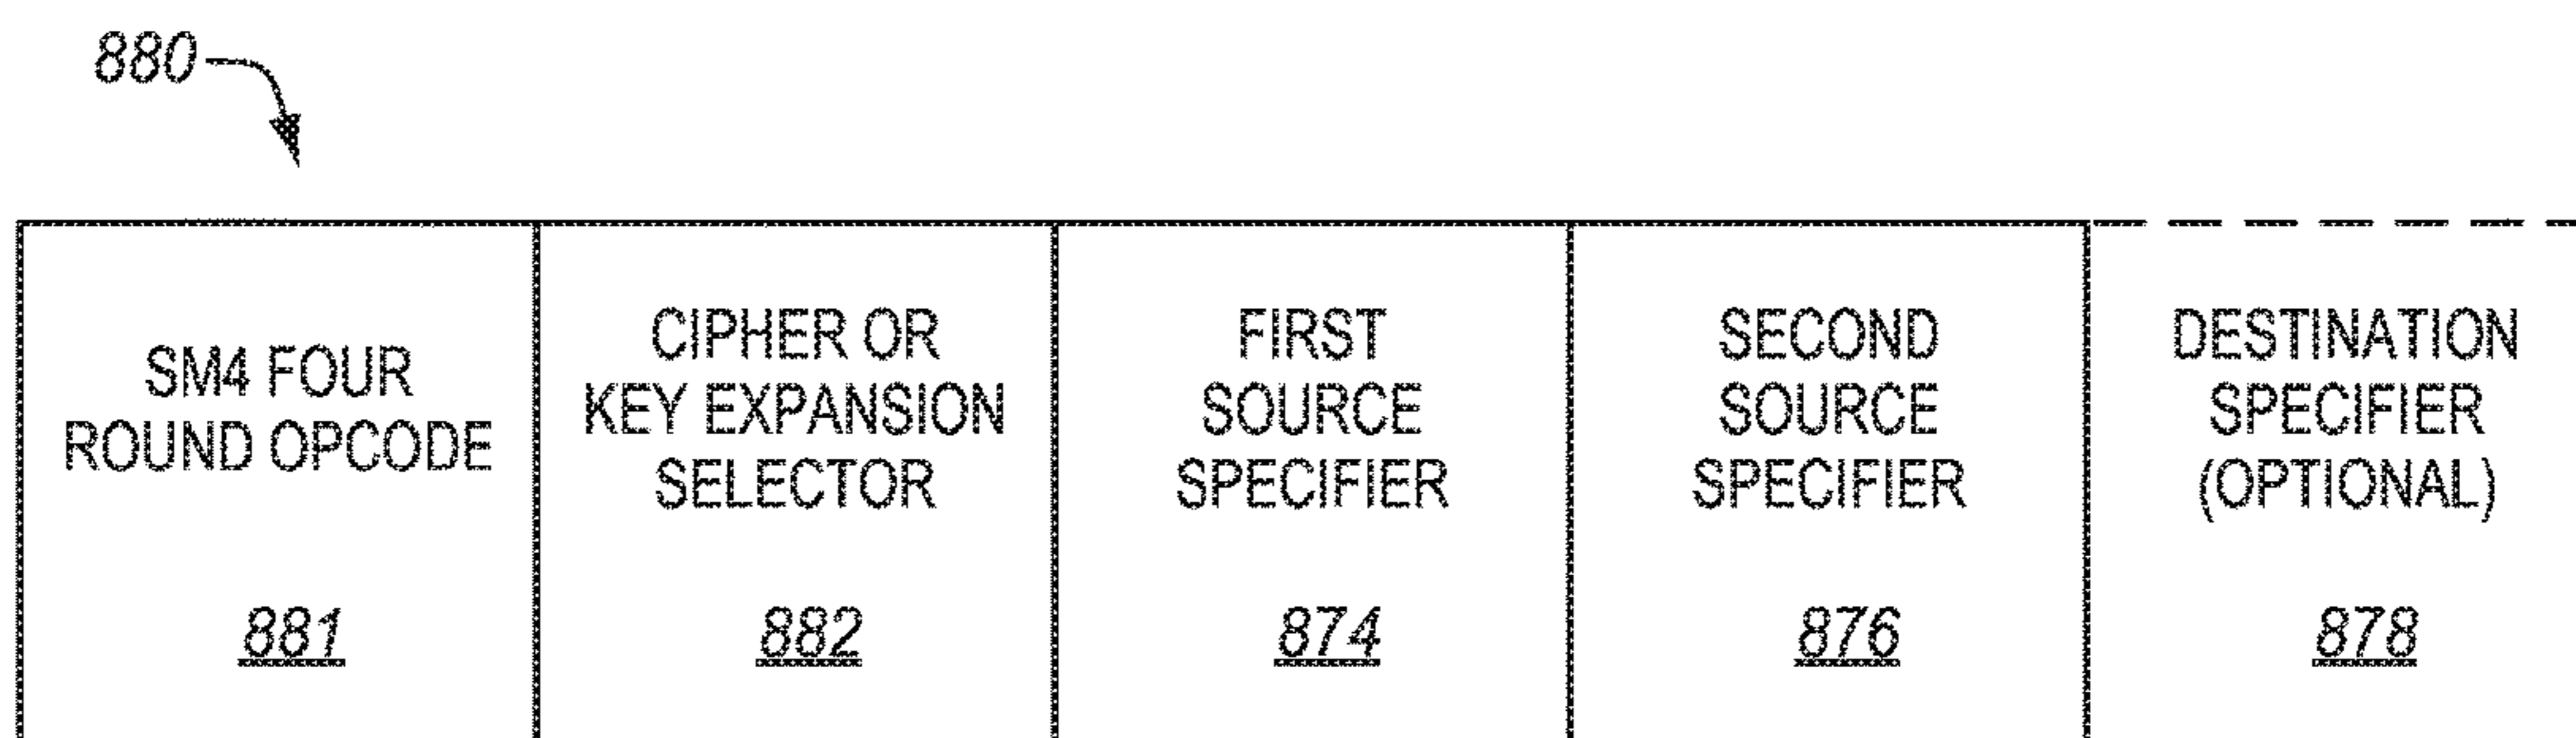 880
SM4 FOUR
ROUND OPCODE
881
CIPHER OR
KEY EXPANSION
SELECTOR
882
FIRST
SOURCE
SPECIFIER
874
SECOND
SOURCE
SPECIFIER
876
DESTINATION
SPECIFIER
(OPTIONAL)
878